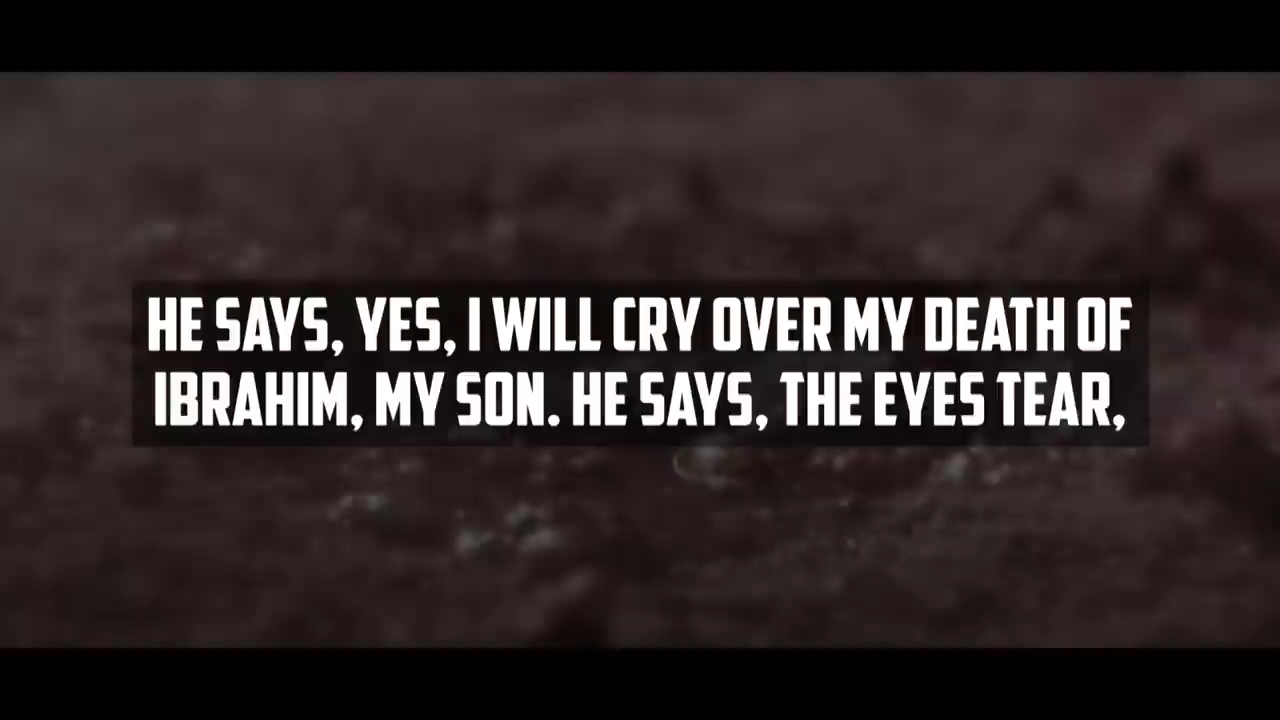 HE SAYS, YES, I WILL CRY OVER MY DEATH OF
IBRAHIM, MY SON. HE SAYS, THE EYES TEAR,